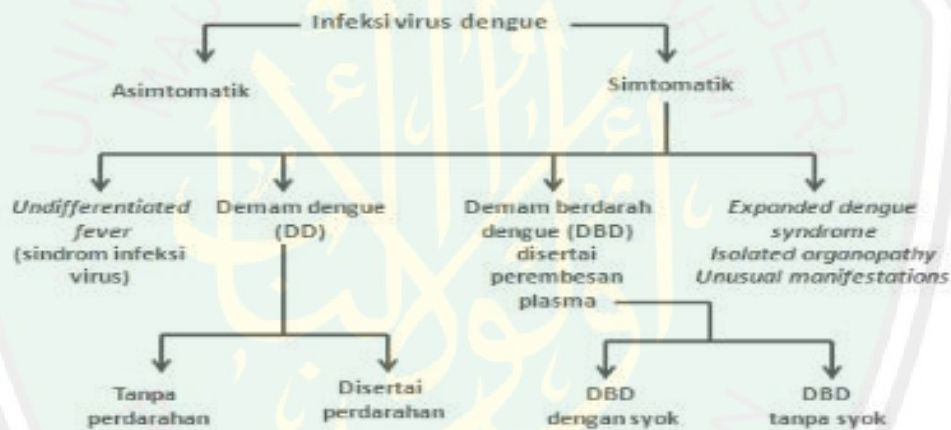 Infeksi virus dengue
Asimtomatik
Simtomatik
Undifferentiated
fever
(sindrom infeksi
virus)
Demam dengue
(DD)
Demam berdarah
dengue (DBD)
disertai
perembesan
plasma
Expanded dengue
syndrome
Isolated organopathy
Unusual manifestations
Tanpa
perdarahan
Disertai
perdarahan
DBD
dengan syok
DBD
tanpa syok